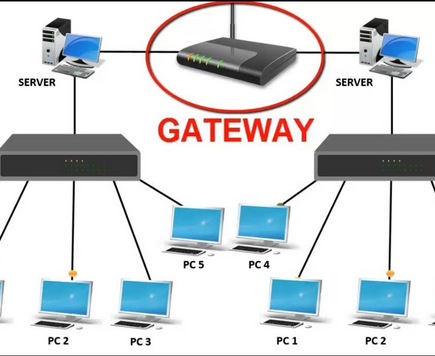 SERVER
SERVER
GATEWAY
PC 5
PC 4
PC 2
PC 3
PC 1
PC 2